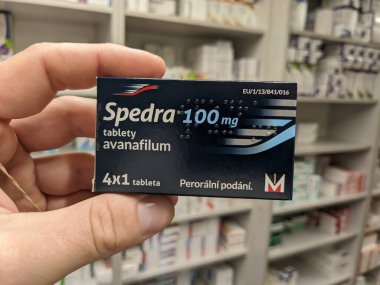 EU/1/13/841/016
Spedra 100 mg
tablety
avanafilum
4x1 tableta
Perorální podání.